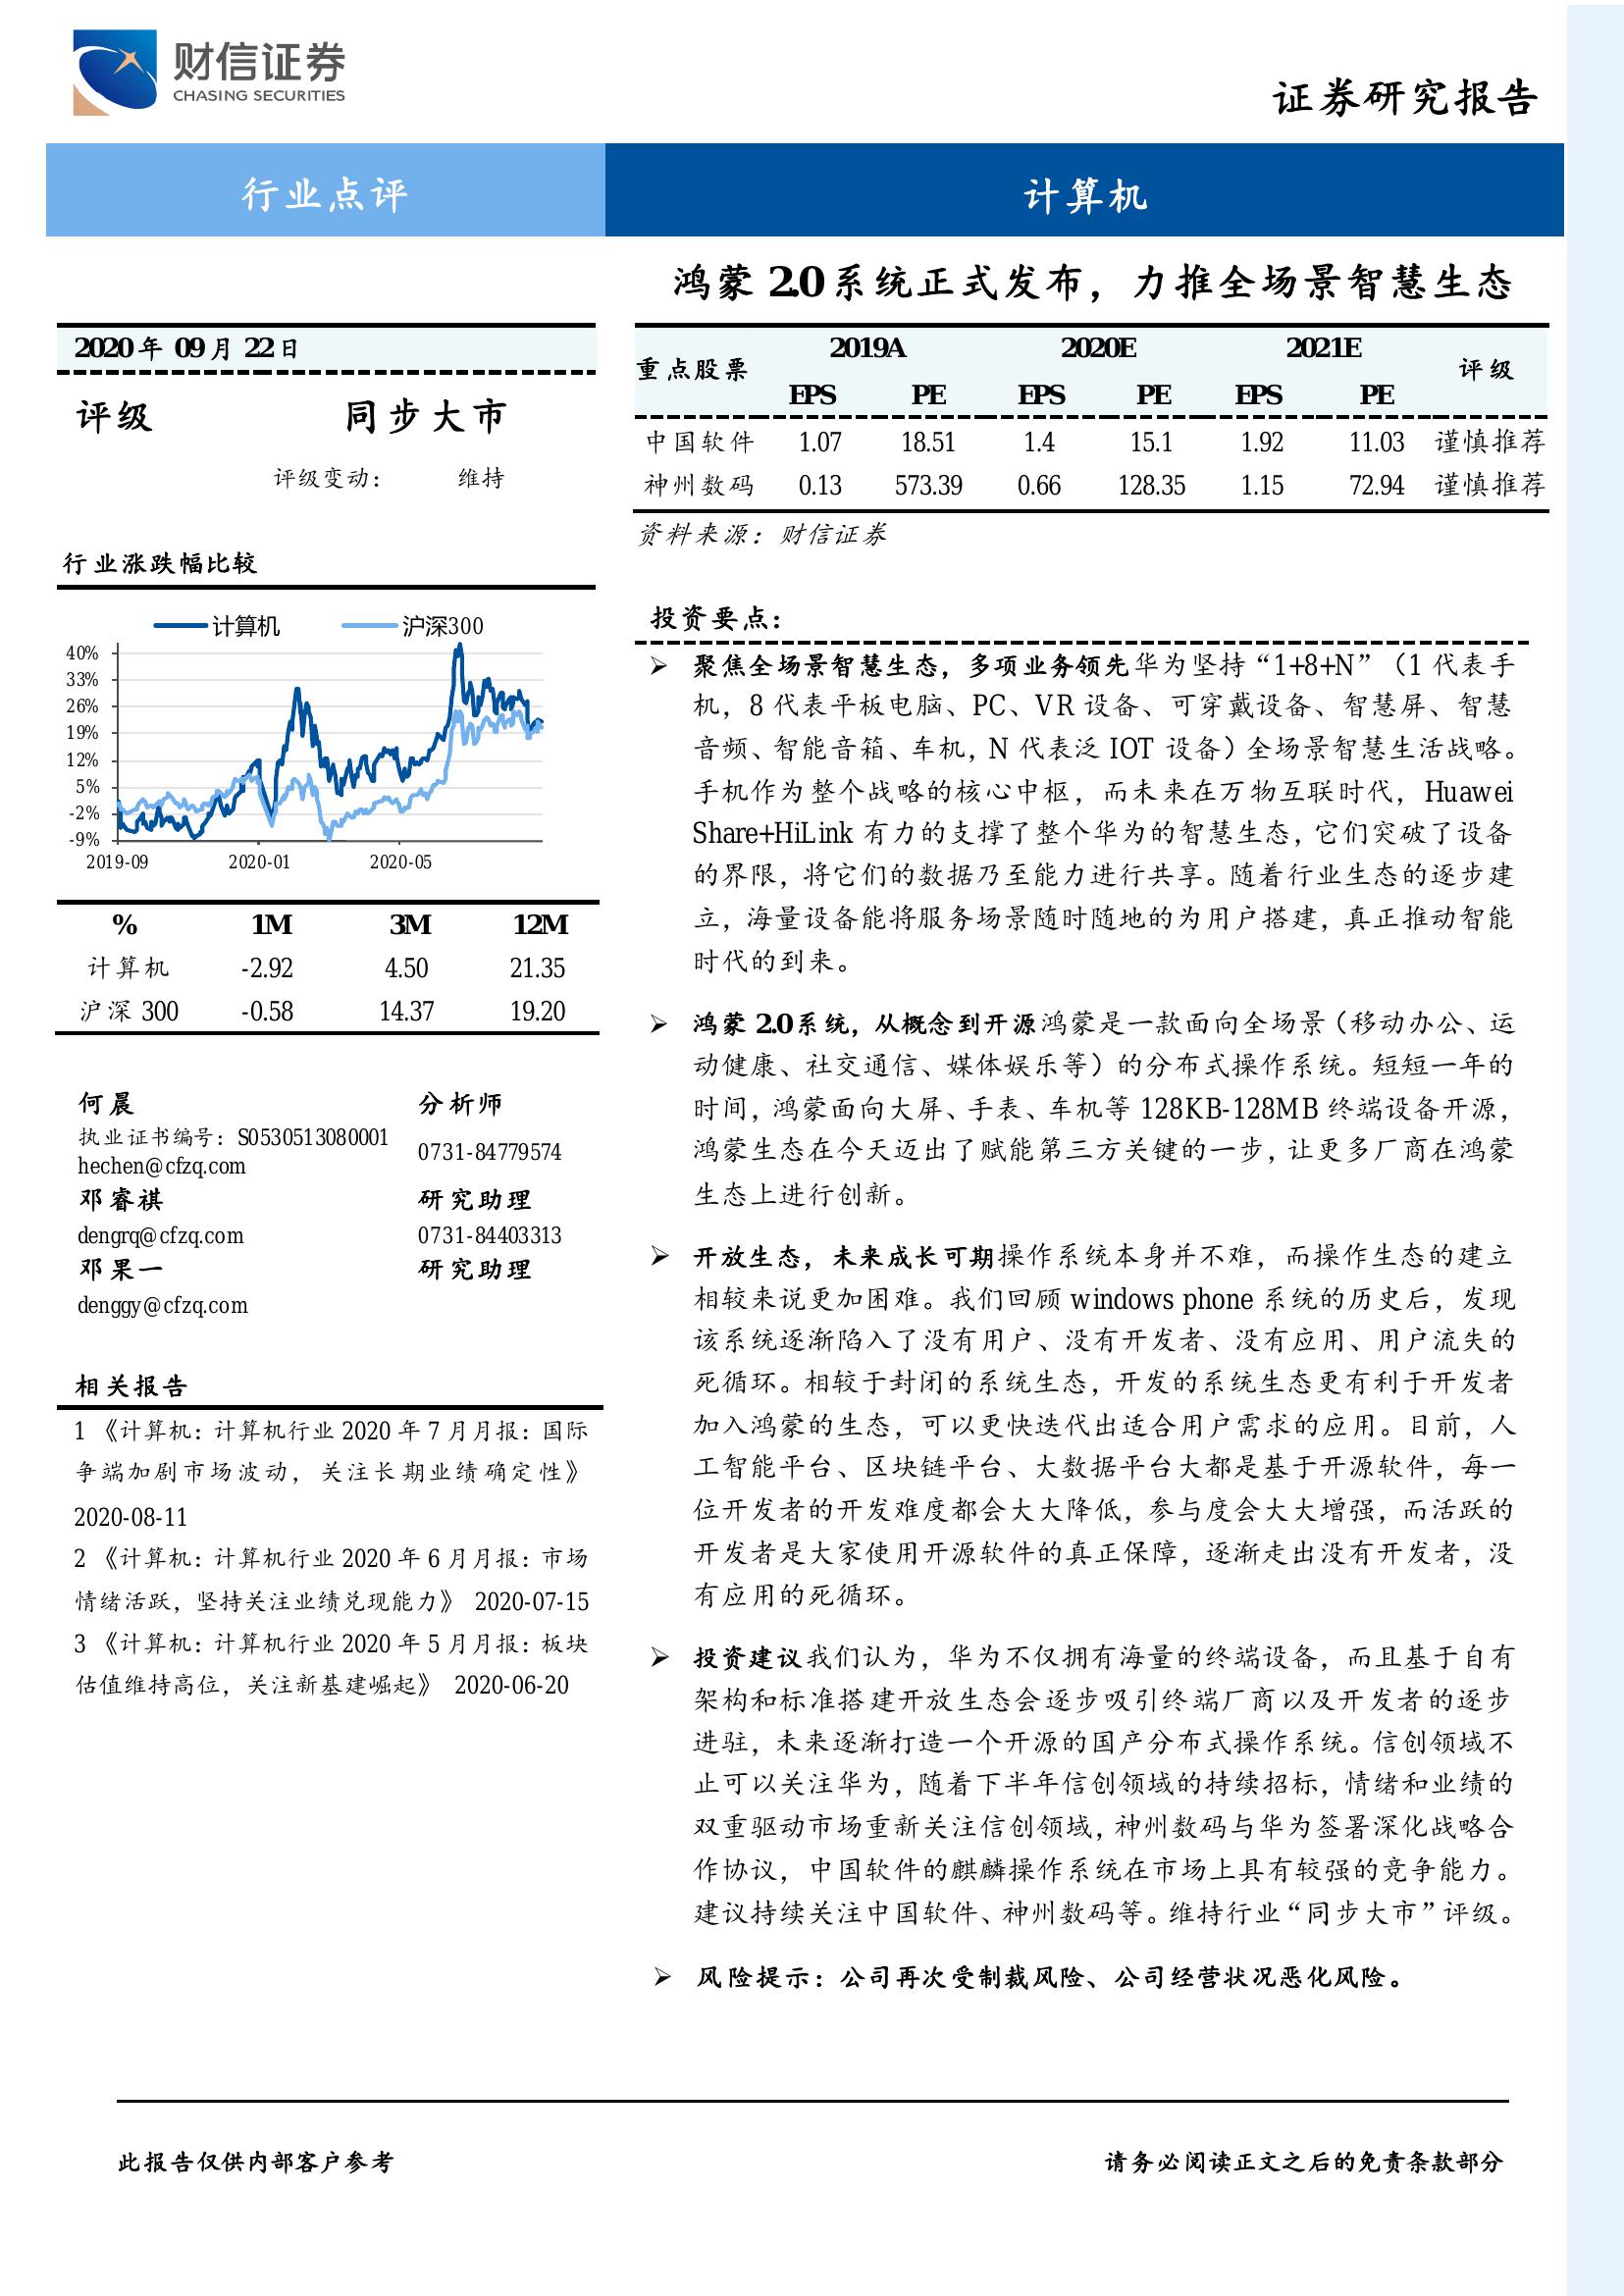 财信证券
CHASING SECURITIES
证券研究报告
行业点评
计算机
鸿蒙 2.0 系统正式发布，力推全场景智慧生态
2020 年 09 月 22 日
评级 同步大市
评级变动： 维持
行业涨跌幅比较
计算机 沪深300
40%
33%
26%
19%
12%
5%
-2%
-9%
2019-09 2020-01 2020-05
% 1M 3M 12M
计算机 -2.92 4.50 21.35
沪深 300 -0.58 14.37 19.20
何晨 分析师
执业证书编号：S0530513080001
0731-84779574
hechen@cfzq.com
邓睿祺 研究助理
dengrq@cfzq.com 0731-84403313
邓果一 研究助理
denggy@cfzq.com
相关报告
1 《计算机：计算机行业 2020 年 7 月月报：国际
争端加剧市场波动，关注长期业绩确定性》
2020-08-11
2 《计算机：计算机行业 2020 年 6 月月报：市场
情绪活跃，坚持关注业绩兑现能力》 2020-07-15
3 《计算机：计算机行业 2020 年 5 月月报：板块
估值维持高位，关注新基建崛起》 2020-06-20
重点股票 2019A 2020E 2021E 评级
EPS PE EPS PE EPS PE
中国软件 1.07 18.51 1.4 15.1 1.92 11.03 谨慎推荐
神州数码 0.13 573.39 0.66 128.35 1.15 72.94 谨慎推荐
资料来源：财信证券
投资要点：
➢ 聚焦全场景智慧生态，多项业务领先华为坚持“1+8+N”（1 代表手
机，8 代表平板电脑、PC、VR 设备、可穿戴设备、智慧屏、智慧
音频、智能音箱、车机，N 代表泛 IOT 设备）全场景智慧生活战略。
手机作为整个战略的核心中枢，而未来在万物互联时代，Huawei
Share+HiLink 有力的支撑了整个华为的智慧生态，它们突破了设备
的界限，将它们的数据乃至能力进行共享。随着行业生态的逐步建
立，海量设备能将服务场景随时随地的为用户搭建，真正推动智能
时代的到来。
➢ 鸿蒙 2.0 系统，从概念到开源鸿蒙是一款面向全场景（移动办公、运
动健康、社交通信、媒体娱乐等）的分布式操作系统。短短一年的
时间，鸿蒙面向大屏、手表、车机等 128KB-128MB 终端设备开源，
鸿蒙生态在今天迈出了赋能第三方关键的一步，让更多厂商在鸿蒙
生态上进行创新。
➢ 开放生态，未来成长可期操作系统本身并不难，而操作生态的建立
相较来说更加困难。我们回顾 windows phone 系统的历史后，发现
该系统逐渐陷入了没有用户、没有开发者、没有应用、用户流失的
死循环。相较于封闭的系统生态，开发的系统生态更有利于开发者
加入鸿蒙的生态，可以更快迭代出适合用户需求的应用。目前，人
工智能平台、区块链平台、大数据平台大都是基于开源软件，每一
位开发者的开发难度都会大大降低，参与度会大大增强，而活跃的
开发者是大家使用开源软件的真正保障，逐渐走出没有开发者，没
有应用的死循环。
➢ 投资建议我们认为，华为不仅拥有海量的终端设备，而且基于自有
架构和标准搭建开放生态会逐步吸引终端厂商以及开发者的逐步
进驻，未来逐渐打造一个开源的国产分布式操作系统。信创领域不
止可以关注华为，随着下半年信创领域的持续招标，情绪和业绩的
双重驱动市场重新关注信创领域，神州数码与华为签署深化战略合
作协议，中国软件的麒麟操作系统在市场上具有较强的竞争能力。
建议持续关注中国软件、神州数码等。维持行业“同步大市”评级。
➢ 风险提示：公司再次受制裁风险、公司经营状况恶化风险。
此报告仅供内部客户参考
请务必阅读正文之后的免责条款部分